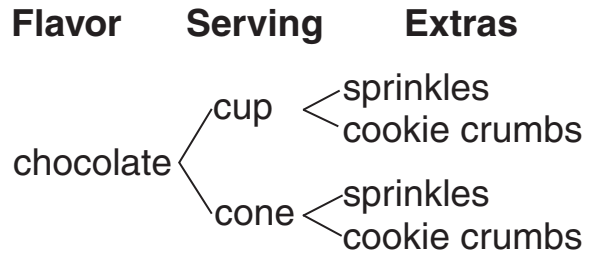 Flavor Serving Extras
sprinkles
cup
cookie crumbs
chocolate
sprinkles
cone
cookie crumbs